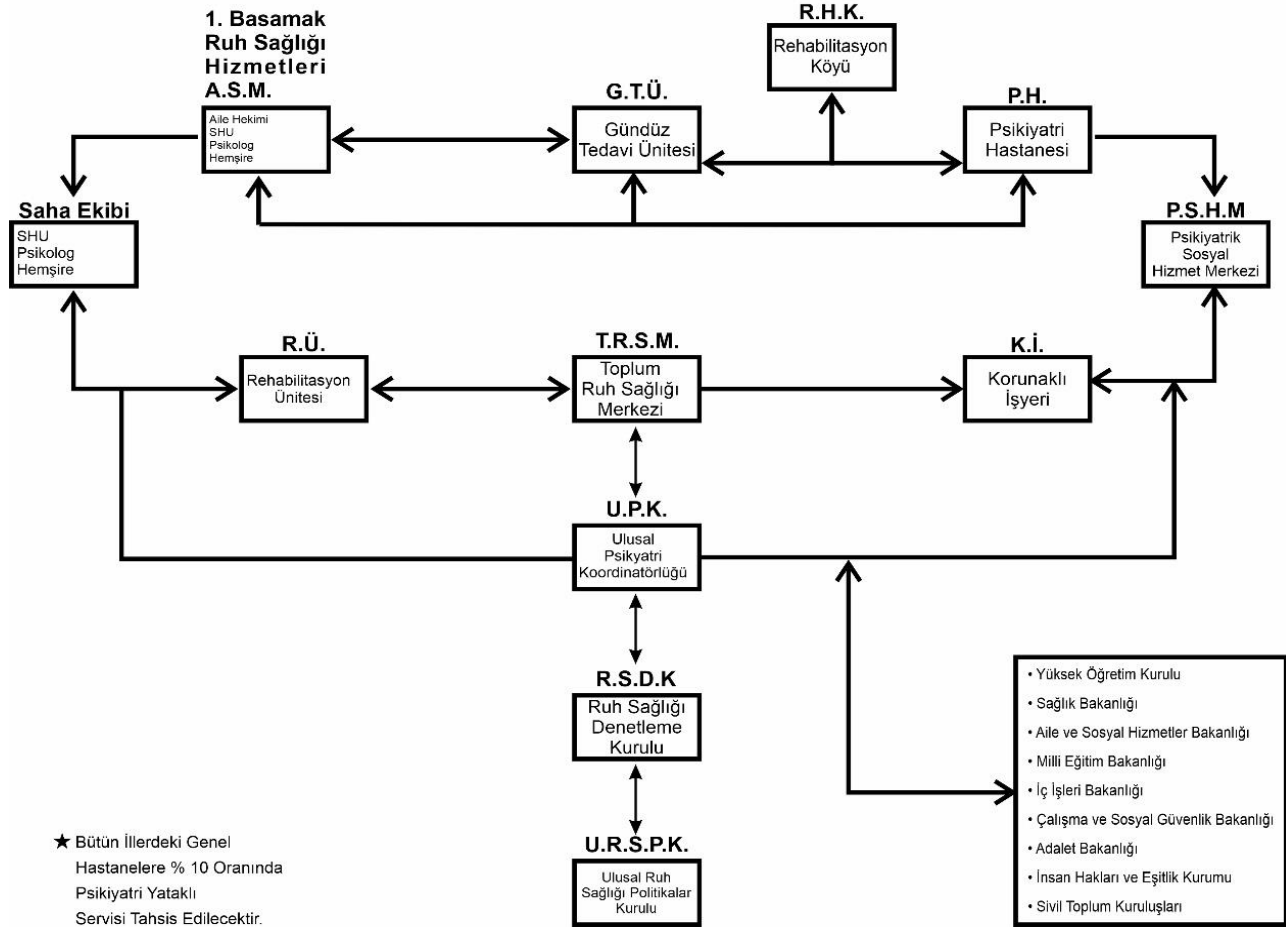 1. Basamak
Ruh Sağlığı
Hizmetleri
A.S.M.
Aile Hekimi
SHU
Psikolog
Hemşire
G.T.Ü.
Gündüz
Tedavi Ünitesi
R.H.K.
Rehabilitasyon
Köyü
P.H.
Psikiyatri
Hastanesi
Saha Ekibi
SHU
Psikolog
Hemşire
P.S.H.M
Psikiyatrik
Sosyal
Hizmet Merkezi
R.Ü.
Rehabilitasyon
Ünitesi
T.R.S.M.
Toplum
Ruh Sağlığı
Merkezi
K.İ.
Korunaklı
İşyeri
U.P.K.
Ulusal
Psikyatri
Koordinatörlüğü
R.S.D.K
Ruh Sağlığı
Denetleme
Kurulu
U.R.S.P.K.
Ulusal Ruh
Sağlığı Politikalar
Kurulu
• Yüksek Öğretim Kurulu
• Sağlık Bakanlığı
• Aile ve Sosyal Hizmetler Bakanlığı
• Milli Eğitim Bakanlığı
• İç İşleri Bakanlığı
• Çalışma ve Sosyal Güvenlik Bakanlığı
• Adalet Bakanlığı
• İnsan Hakları ve Eşitlik Kurumu
• Sivil Toplum Kuruluşları
★ Bütün İllerdeki Genel
Hastanelere % 10 Oranında
Psikiyatri Yataklı
Servisi Tahsis Edilecektir.